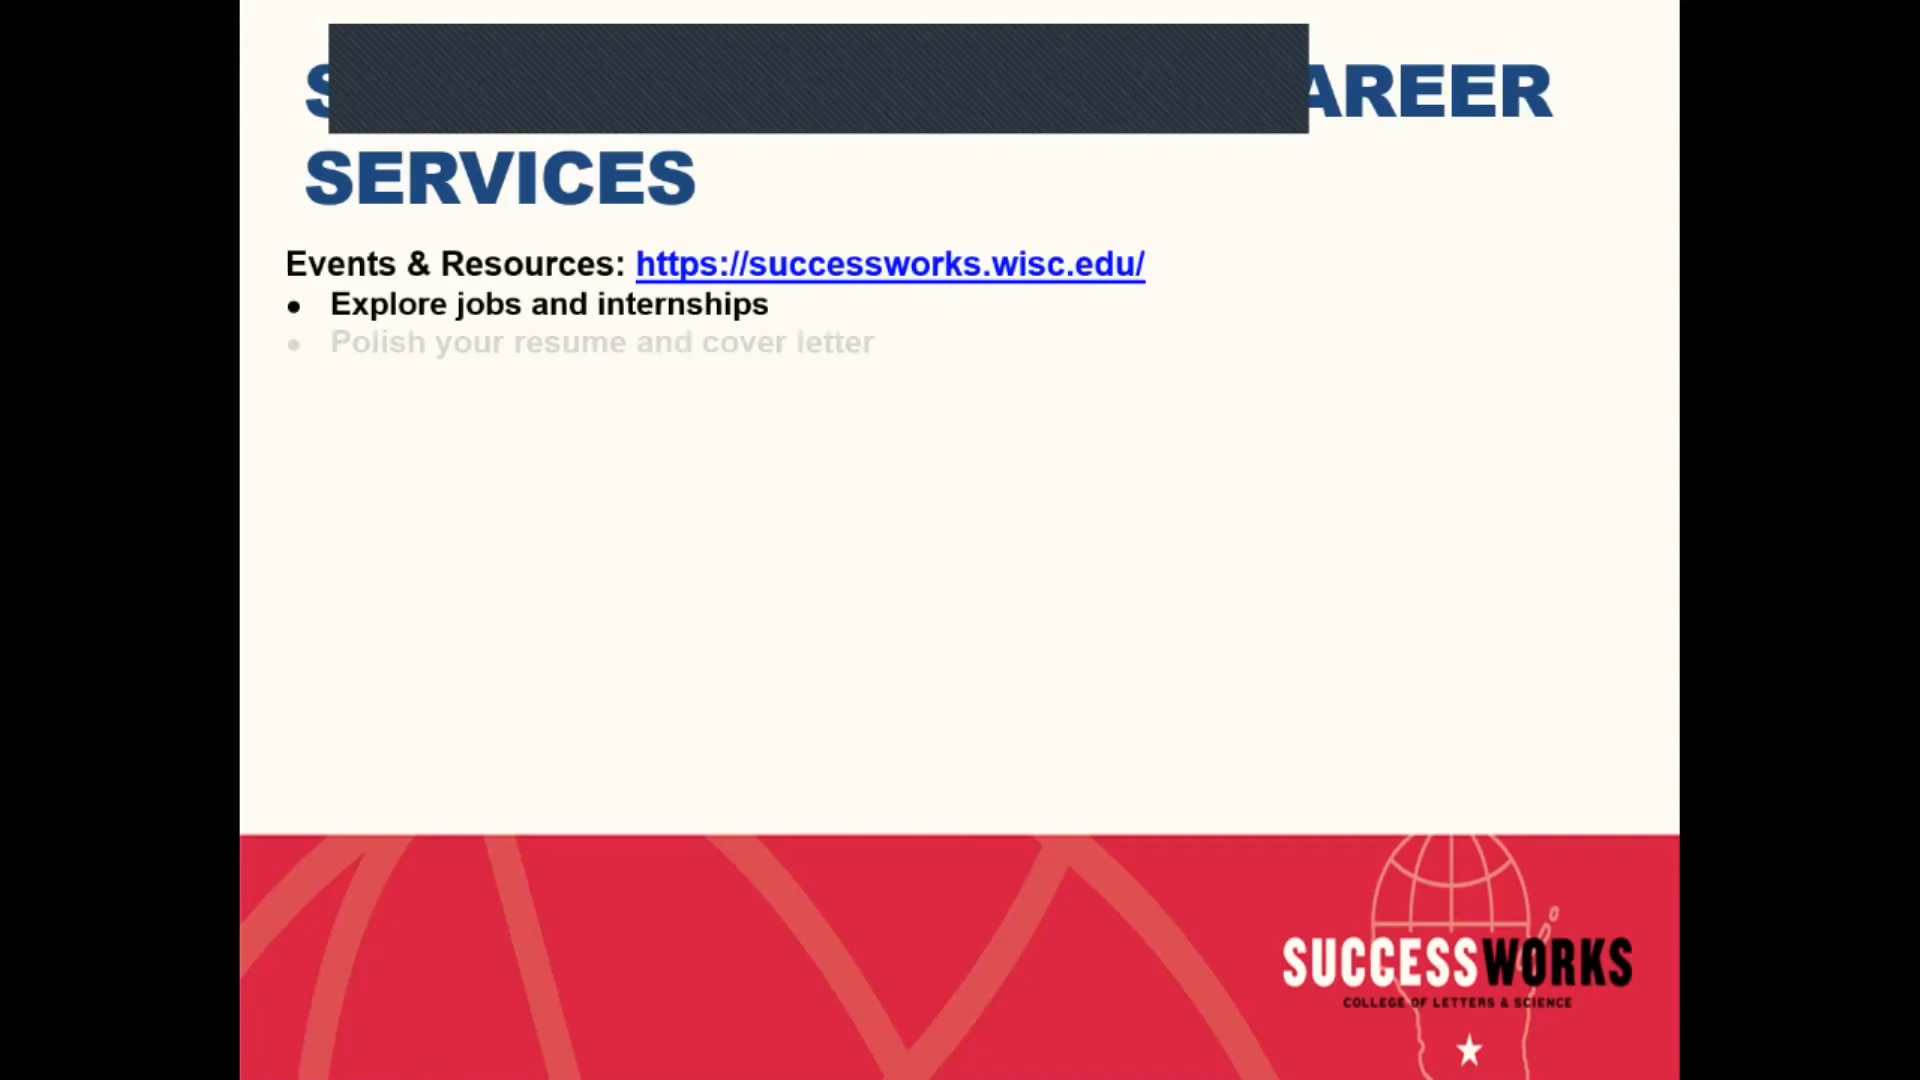 AREER
SERVICES
Events & Resources: https://successworks.wisc.edu/
● Explore jobs and internships
● Polish your resume and cover letter
SUCCESSWORKS
COLLEGE OF LETTERS & SCIENCE